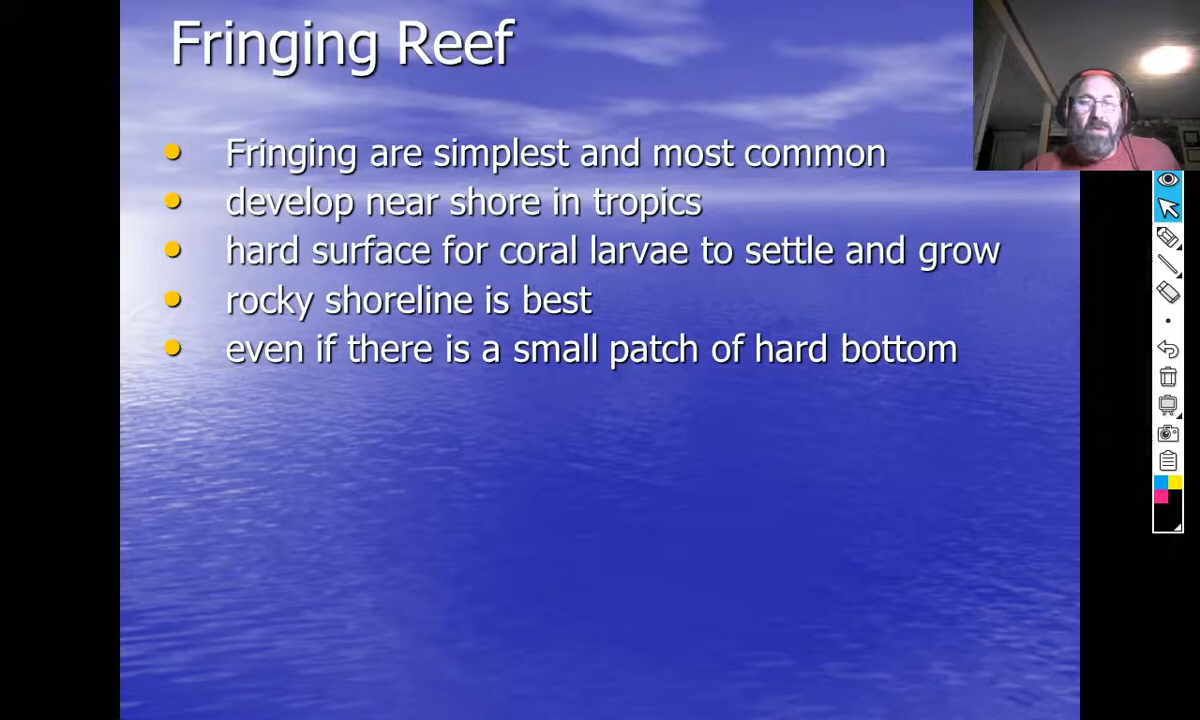 Fringing Reef
• Fringing are simplest and most common
• develop near shore in tropics
• hard surface for coral larvae to settle and grow
• rocky shoreline is best
• even if there is a small patch of hard bottom